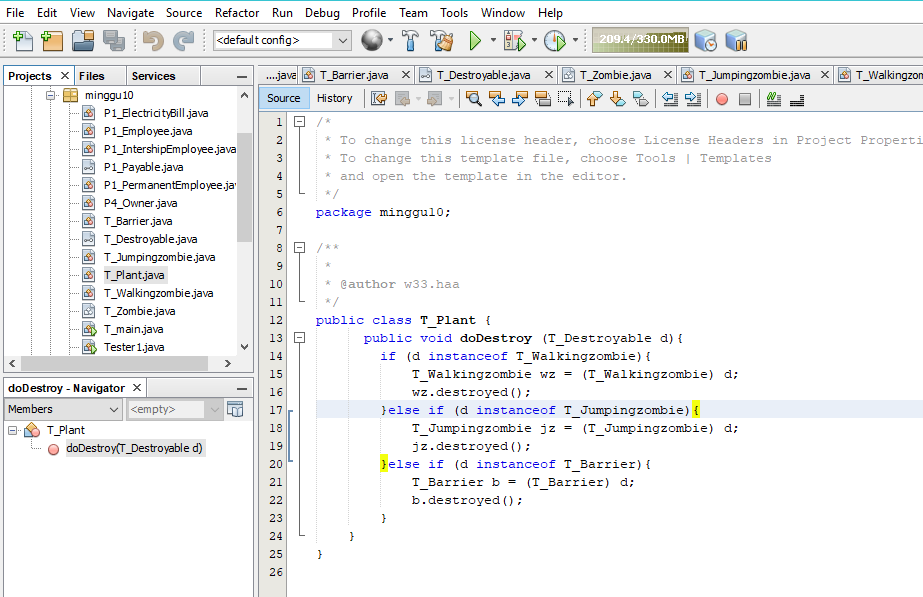 File Edit View Navigate Source Refactor Run Debug Profile Team Tools Window Help
<default config> 209.4/330.0MB
Projects Files Services
....java T_Barrier.java T_Destroyable.java T_Zombie.java T_Jumpingzombie.java T_Walkingzom
Source History
minggu10
P1_ElectricityBill.java
P1_Employee.java
P1_IntershipEmployee.java
P1_Payable.java
P1_PermanentEmployee.jav
P4_Owner.java
T_Barrier.java
T_Destroyable.java
T_Jumpingzombie.java
T_Plant.java
T_Walkingzombie.java
T_Zombie.java
T_main.java
Tester1.java
doDestroy - Navigator
Members <empty>
T_Plant
doDestroy(T_Destroyable d)
1 /*
2 * To change this license header, choose License Headers in Project Properti
3 * To change this template file, choose Tools | Templates
4 * and open the template in the editor.
5 */
6 package minggu10;
7
8 /**
9 *
10 * @author w33.haa
11 */
12 public class T_Plant {
13 public void doDestroy (T_Destroyable d){
14 if (d instanceof T_Walkingzombie){
15 T_Walkingzombie wz = (T_Walkingzombie) d;
16 wz.destroyed();
17 }else if (d instanceof T_Jumpingzombie){
18 T_Jumpingzombie jz = (T_Jumpingzombie) d;
19 jz.destroyed();
20 }else if (d instanceof T_Barrier){
21 T_Barrier b = (T_Barrier) d;
22 b.destroyed();
23 }
24 }
25 }
26